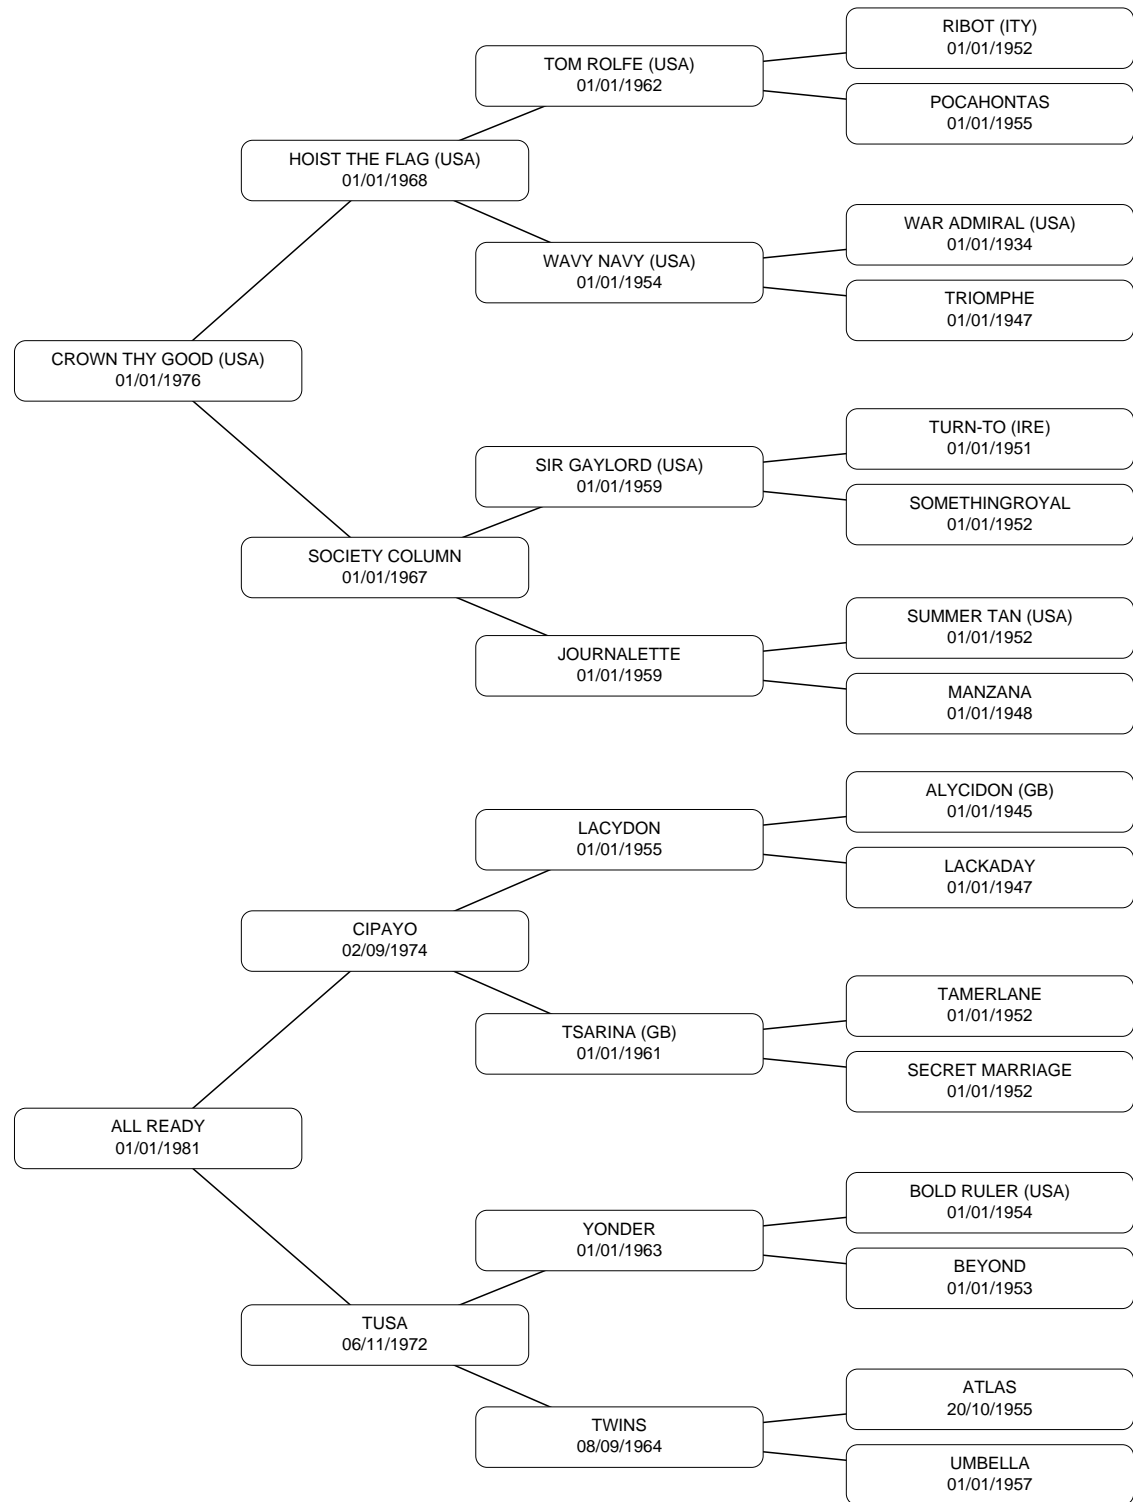 RIBOT (ITY)
01/01/1952
TOM ROLFE (USA)
01/01/1962
POCAHONTAS
01/01/1955
HOIST THE FLAG (USA)
01/01/1968
WAR ADMIRAL (USA)
01/01/1934
WAVY NAVY (USA)
01/01/1954
TRIOMPHE
01/01/1947
CROWN THY GOOD (USA)
01/01/1976
TURN-TO (IRE)
01/01/1951
SIR GAYLORD (USA)
01/01/1959
SOMETHINGROYAL
01/01/1952
SOCIETY COLUMN
01/01/1967
SUMMER TAN (USA)
01/01/1952
JOURNALETTE
01/01/1959
MANZANA
01/01/1948
ALYCIDON (GB)
01/01/1945
LACYDON
01/01/1955
LACKADAY
01/01/1947
CIPAYO
02/09/1974
TAMERLANE
01/01/1952
TSARINA (GB)
01/01/1961
SECRET MARRIAGE
01/01/1952
ALL READY
01/01/1981
BOLD RULER (USA)
01/01/1954
YONDER
01/01/1963
BEYOND
01/01/1953
TUSA
06/11/1972
ATLAS
20/10/1955
TWINS
08/09/1964
UMBELLA
01/01/1957